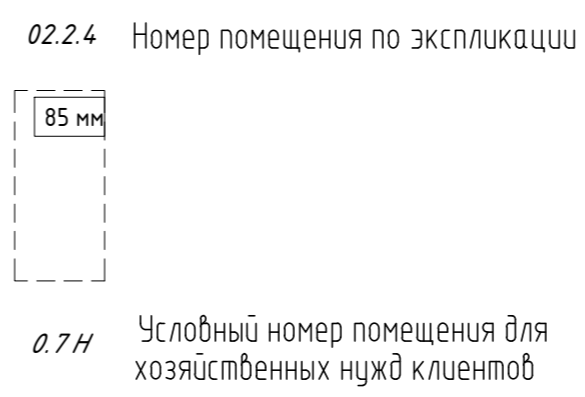 02.2.4 Номер помещения по экспликации
85 мм
0.7Н Условный номер помещения для
хозяйственных нужд клиентов